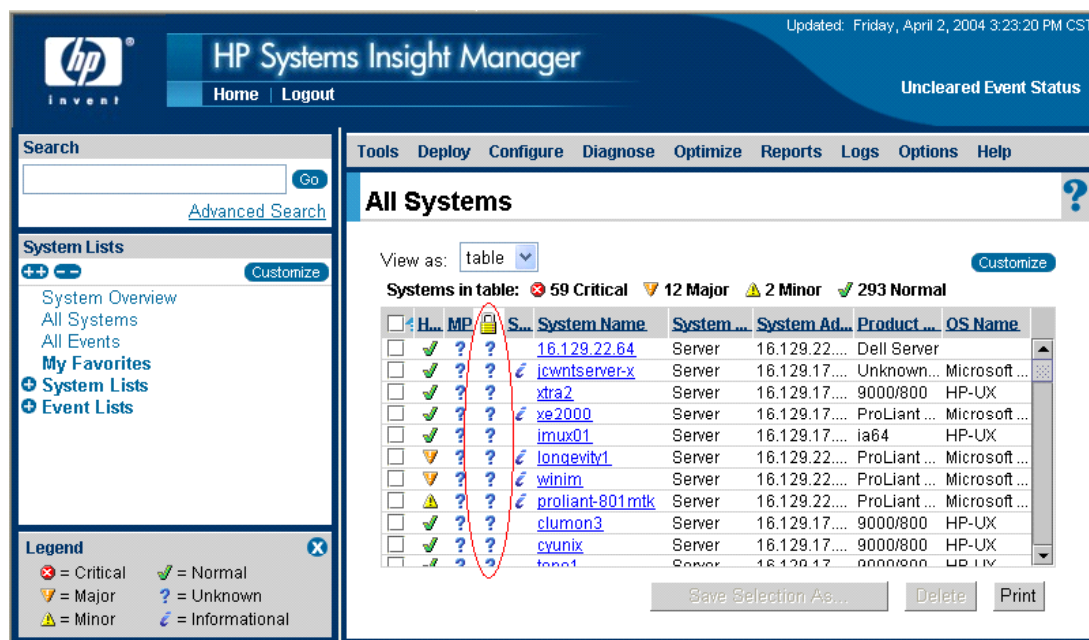 Updated: Friday, April 2, 2004 3:23:20 PM CST
hp
®
invent
HP Systems Insight Manager
Home | Logout
Uncleared Event Status
Search
Go
Advanced Search
System Lists
Customize
System Overview
All Systems
All Events
My Favorites
System Lists
Event Lists
Legend
= Critical
= Normal
= Major
? = Unknown
= Minor
i = Informational
Tools Deploy Configure Diagnose Optimize Reports Logs Options Help
All Systems
?
View as: table
Customize
Systems in table: 59 Critical 12 Major 2 Minor 293 Normal
H... MP S... System Name System ... System Ad... Product ... OS Name
? ? 16.129.22.64 Server 16.129.22.... Dell Server
? ? i jcwntserver-x Server 16.129.17.... Unknown... Microsoft ...
? ? xtra2 Server 16.129.17.... 9000/800 HP-UX
? ? i xe2000 Server 16.129.17.... ProLiant ... Microsoft ...
? ? imux01 Server 16.129.17.... ia64 HP-UX
? ? i longevity1 Server 16.129.22.... ProLiant ... Microsoft ...
? ? i winim Server 16.129.22.... ProLiant ... Microsoft ...
? ? i proliant-801mtk Server 16.129.22.... ProLiant ... Microsoft ...
? ? clumon3 Server 16.129.17.... 9000/800 HP-UX
? ? cyunix Server 16.129.17.... 9000/800 HP-UX
Save Selection As...
Delete
Print